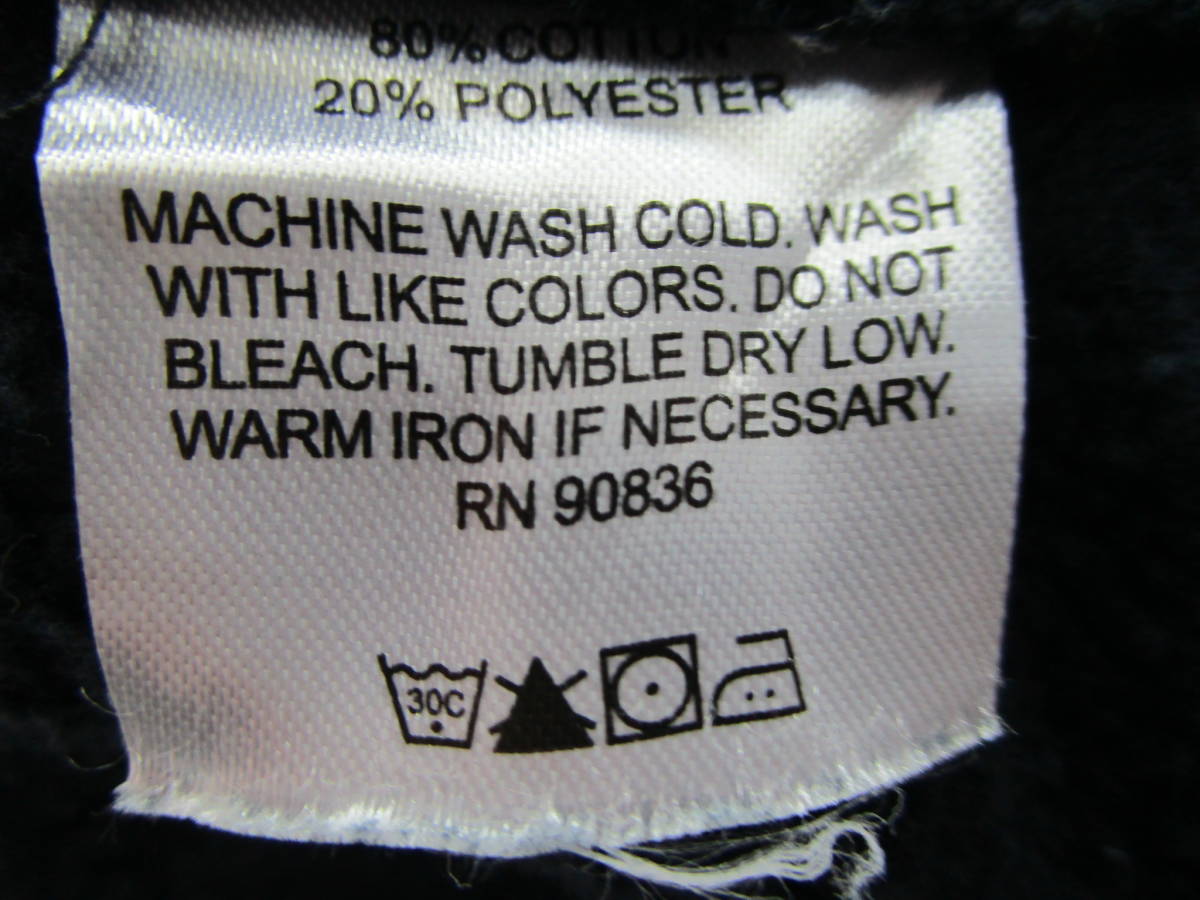 80% COTTON
20% POLYESTER
MACHINE WASH COLD. WASH
WITH LIKE COLORS. DO NOT
BLEACH. TUMBLE DRY LOW.
WARM IRON IF NECESSARY.
RN 90836
30C